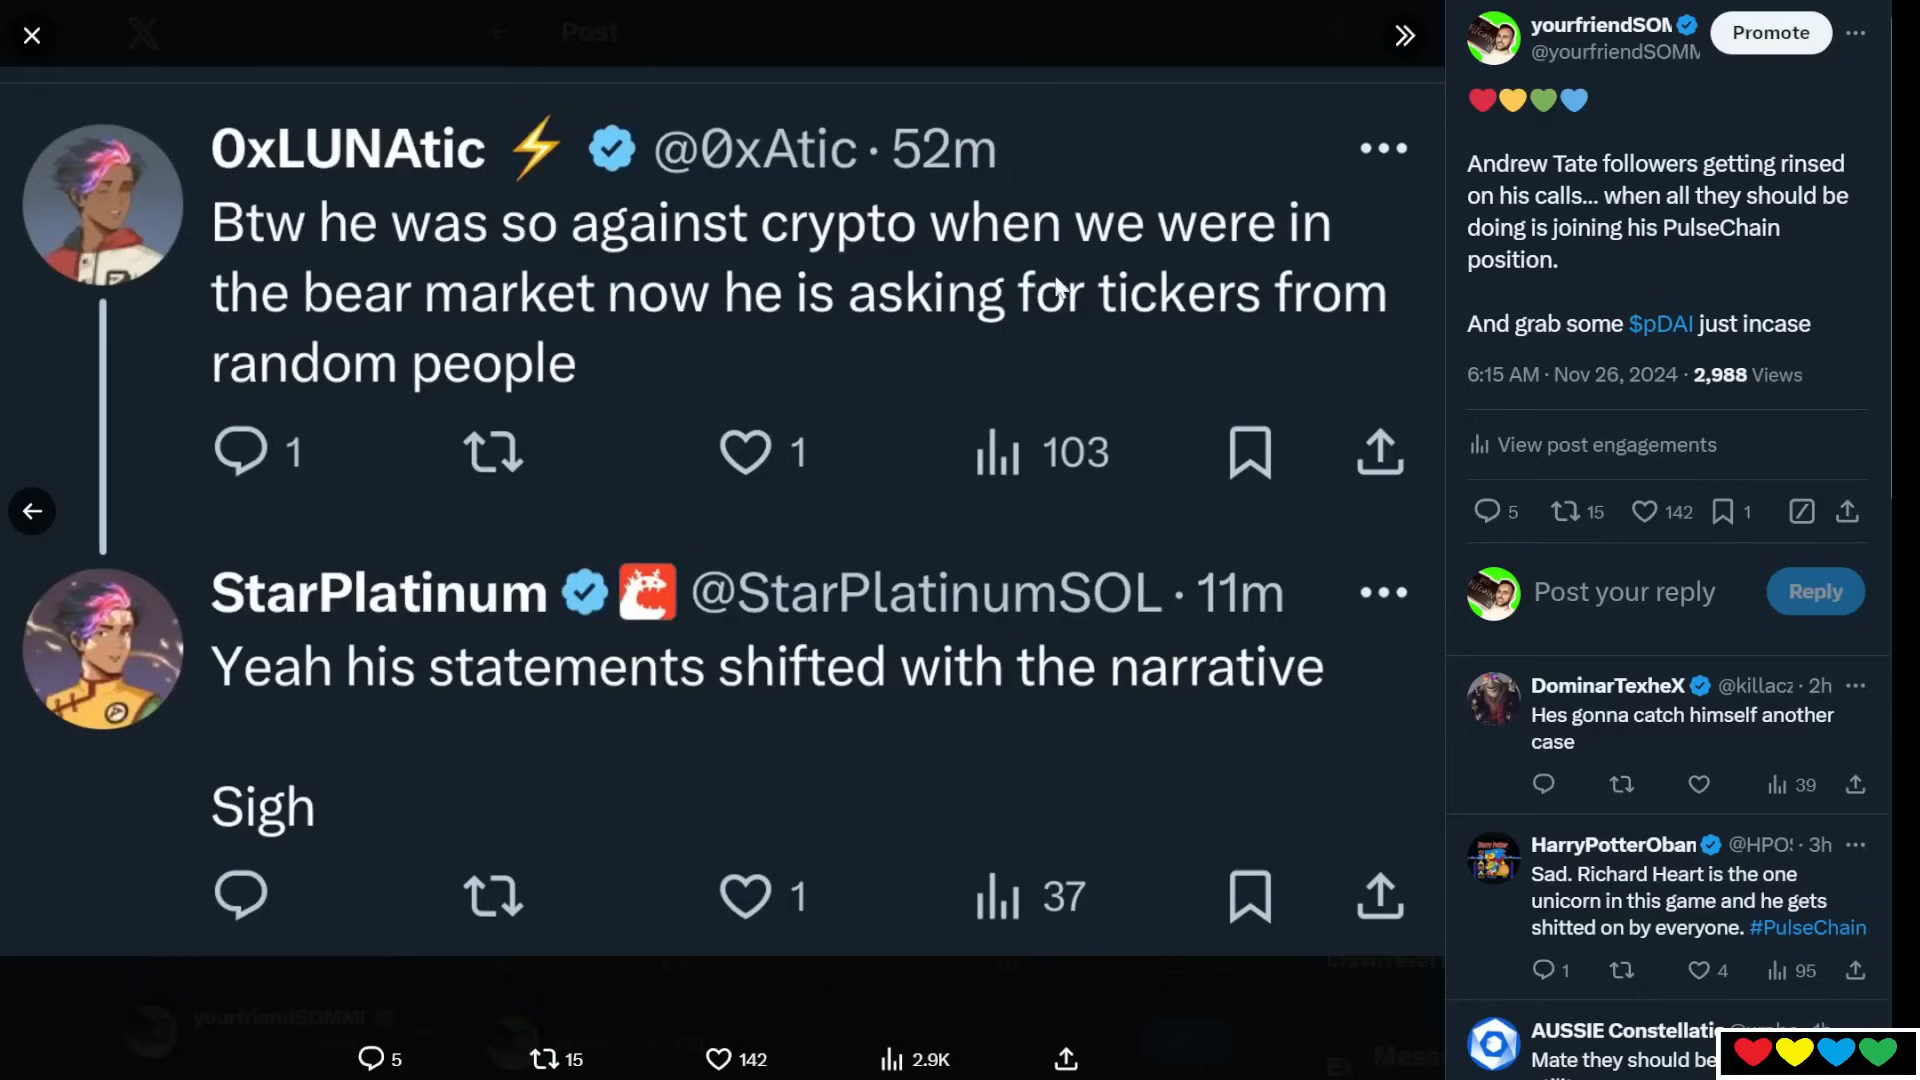 Post
0xLUNAtic @0xAtic · 52m
Btw he was so against crypto when we were in
the bear market now he is asking for tickers from
random people
1 1 103
StarPlatinum @StarPlatinumSOL · 11m
Yeah his statements shifted with the narrative
Sigh
1 37
yourfriendSOMMI
5 15 142 2.9K
yourfriendSOM
@yourfriendSOMM
Promote
Andrew Tate followers getting rinsed
on his calls... when all they should be
doing is joining his PulseChain
position.
And grab some $pDAI just incase
6:15 AM · Nov 26, 2024 · 2,988 Views
View post engagements
5 15 142 1
Post your reply
Reply
DominarTexheX @killacz · 2h
Hes gonna catch himself another
case
39
HarryPotterObam @HPOS · 3h
Sad. Richard Heart is the one
unicorn in this game and he gets
shitted on by everyone. #PulseChain
1 4 95
AUSSIE Constellatio
Mate they should be